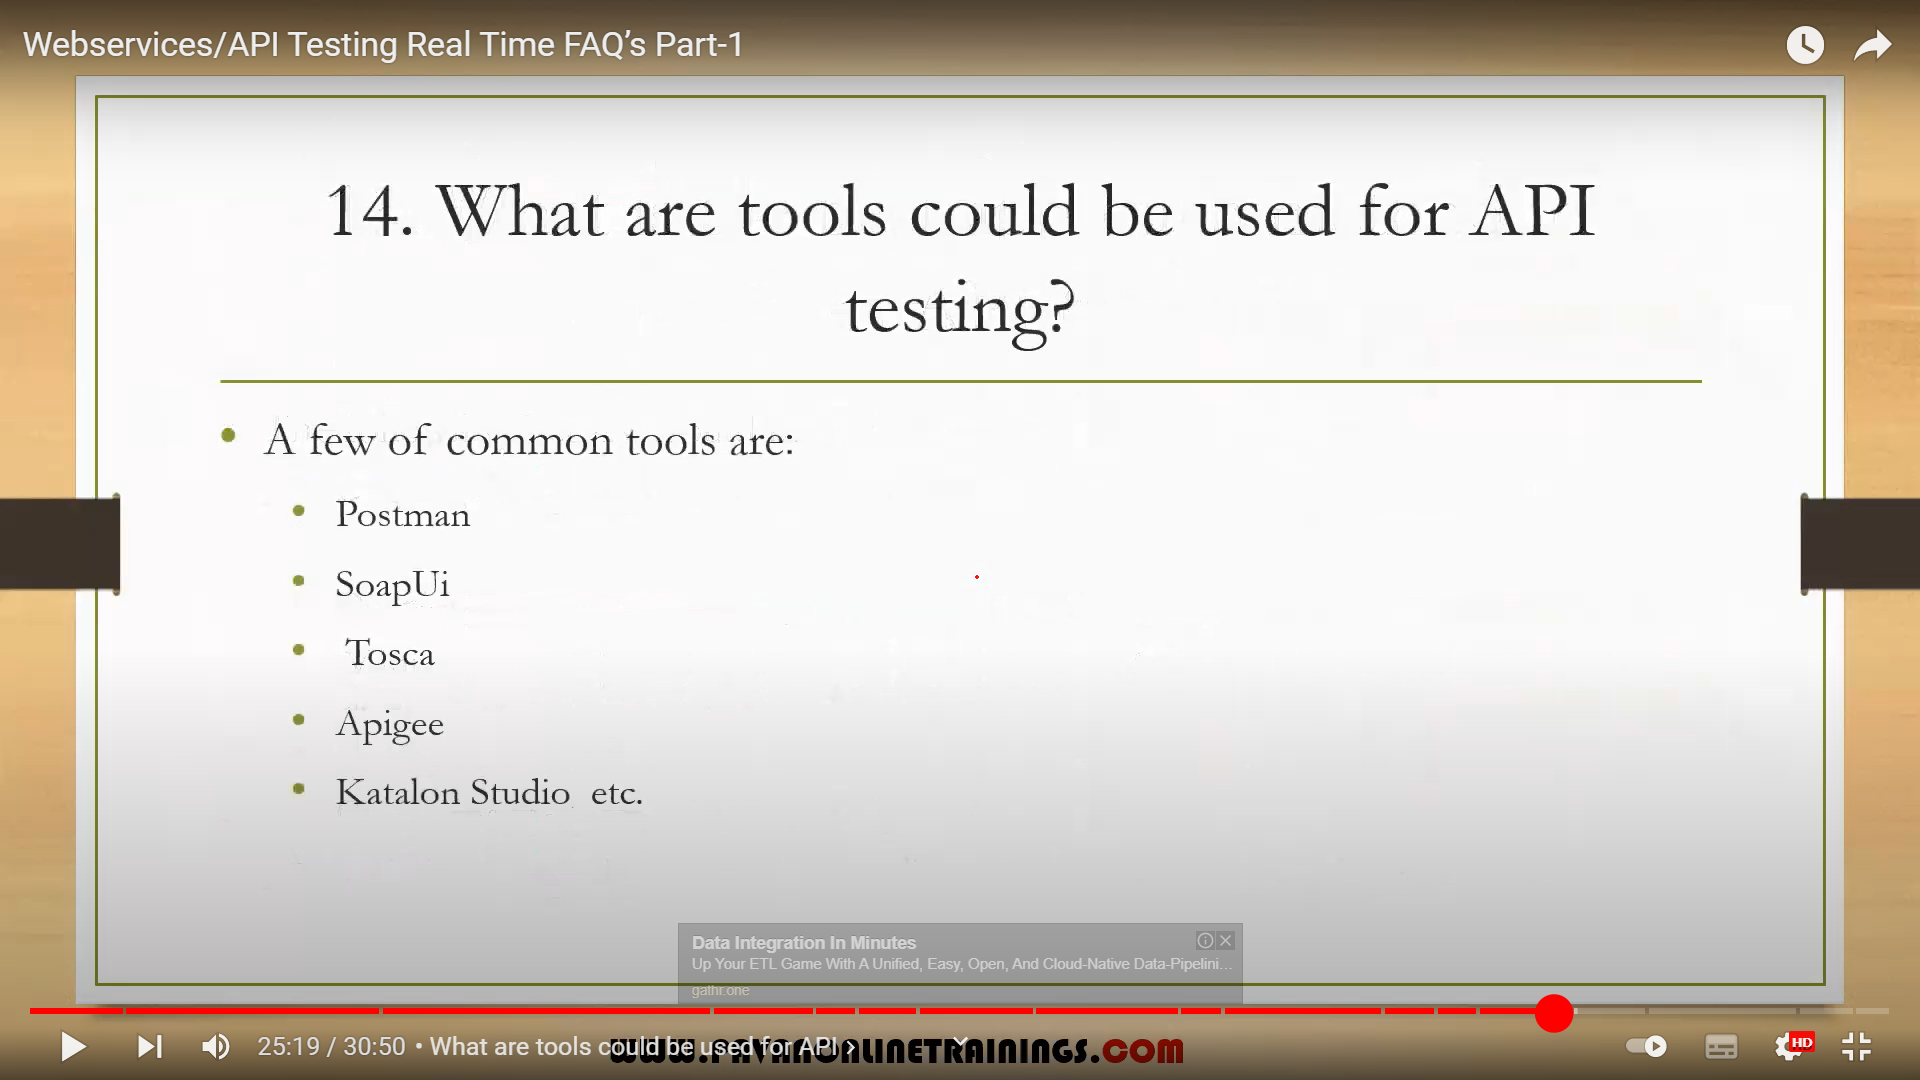 Webservices/API Testing Real Time FAQ’s Part-1
14. What are tools could be used for API
testing?
A few of common tools are:
Postman
SoapUi
Tosca
Apigee
Katalon Studio  etc.
Data Integration In Minutes
Up Your ETL Game With A Unified, Easy, Open, And Cloud-Native Data-Pipelini...
gathr.one
25:19 / 30:50 • What are tools could be used for API
www.PAVANONLINETRAININGS.COM
HD